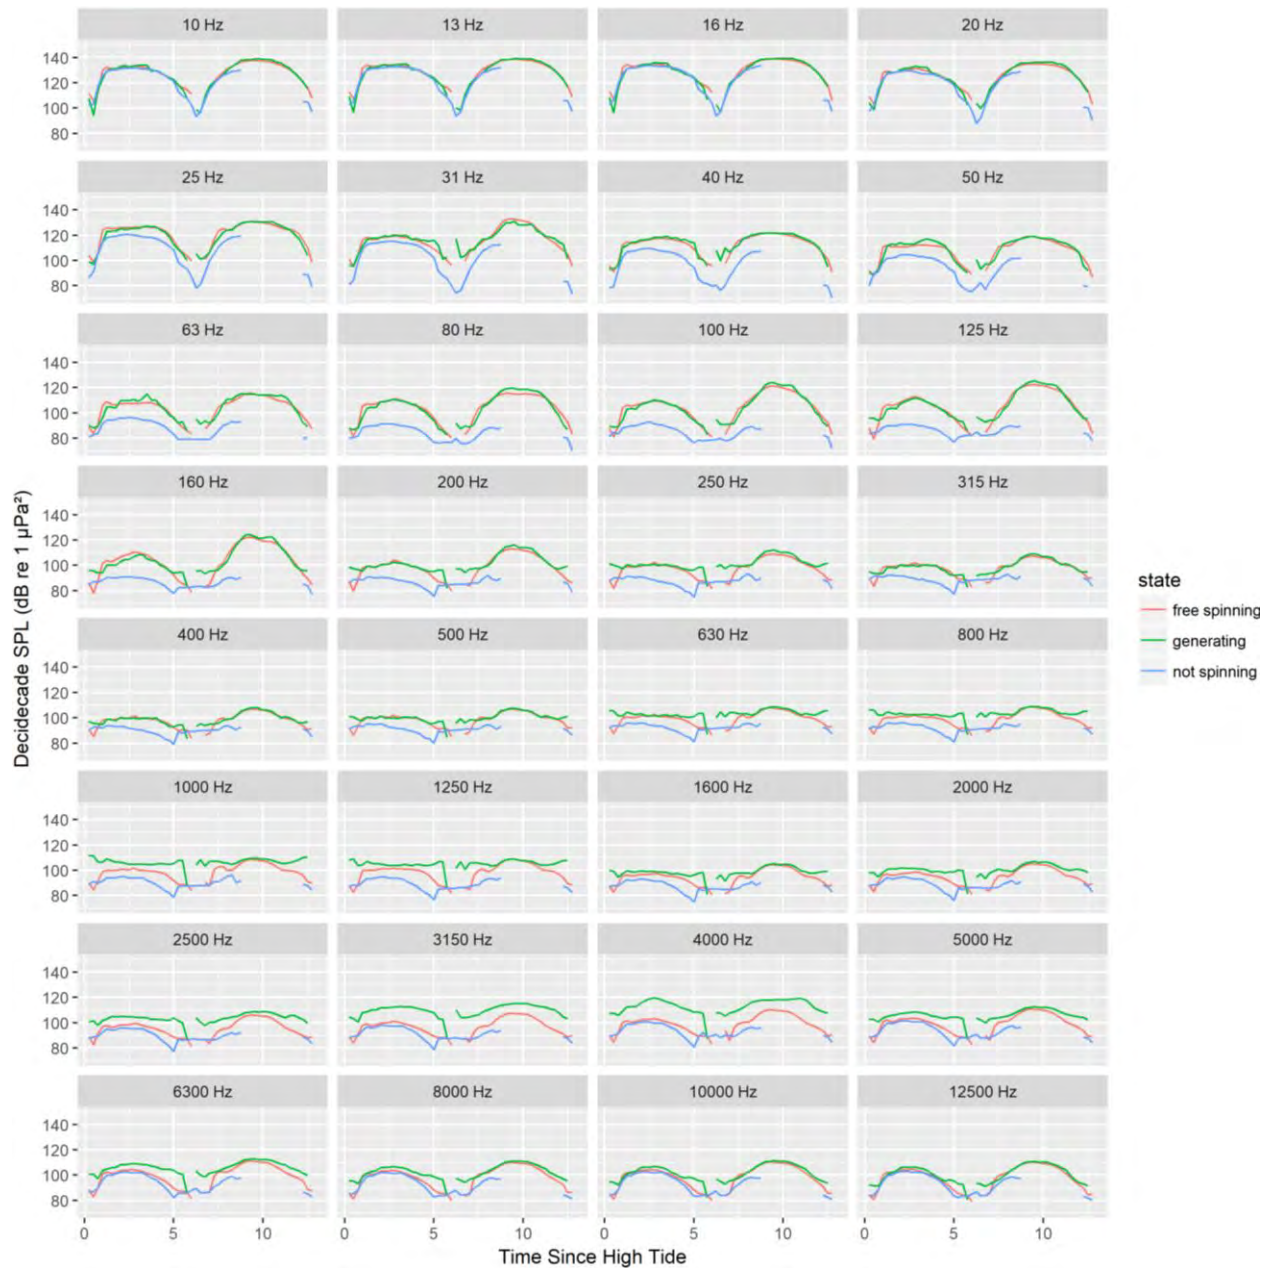 10 Hz 13 Hz 16 Hz 20 Hz
140
120
100
80
25 Hz 31 Hz 40 Hz 50 Hz
140
120
100
80
63 Hz 80 Hz 100 Hz 125 Hz
140
120
100
80
160 Hz 200 Hz 250 Hz 315 Hz
140
120
100
80
400 Hz 500 Hz 630 Hz 800 Hz
140
120
100
80
1000 Hz 1250 Hz 1600 Hz 2000 Hz
140
120
100
80
2500 Hz 3150 Hz 4000 Hz 5000 Hz
140
120
100
80
6300 Hz 8000 Hz 10000 Hz 12500 Hz
140
120
100
80
0 5 10 0 5 10 0 5 10 0 5 10
Time Since High Tide
Decidecade SPL (dB re 1 μPa²)
state
free spinning
generating
not spinning